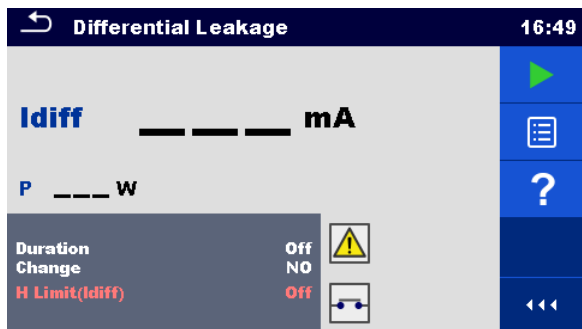 Differential Leakage 16:49
Idiff _ _ _ mA
P _ _ _ W
?
Duration Off
Change NO
H Limit(Idiff) Off